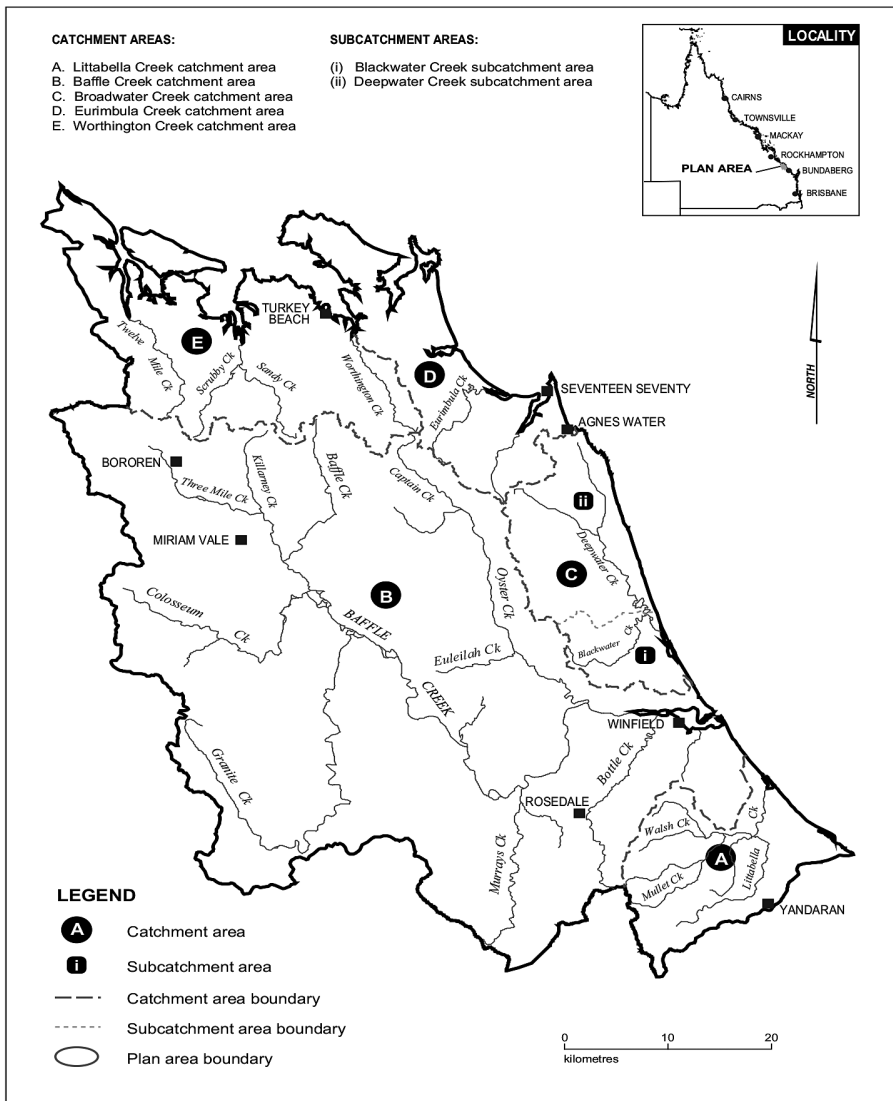 CATCHMENT AREAS:
A. Littabella Creek catchment area
B. Baffle Creek catchment area
C. Broadwater Creek catchment area
D. Eurimbula Creek catchment area
E. Worthington Creek catchment area
SUBCATCHMENT AREAS:
(i) Blackwater Creek subcatchment area
(ii) Deepwater Creek subcatchment area
LOCALITY
CAIRNS
TOWNSVILLE
MACKAY
ROCKHAMPTON
PLAN AREA
BUNDABERG
BRISBANE
NORTH
TURKEY
BEACH
E
Twelve
Mile Ck
Scrubby Ck
Sandy Ck
Worthington Ck
D
Eurimbula Ck
SEVENTEEN SEVENTY
AGNES WATER
BOROREN
Three Mile Ck
Killarney Ck
Baffle Ck
Captain Ck
ii
MIRIAM VALE
Deepwater Ck
C
Oyster Ck
B
Colosseum
Ck
BAFFLE
CREEK
Euleilah Ck
Blackwater
Ck
i
WINFIELD
Bottle Ck
Granite Ck
ROSEDALE
Murrays Ck
Walsh Ck
A
Mullet Ck
Littabella
Ck
YANDARAN
LEGEND
A Catchment area
i Subcatchment area
Catchment area boundary
Subcatchment area boundary
Plan area boundary
0 10 20
kilometres